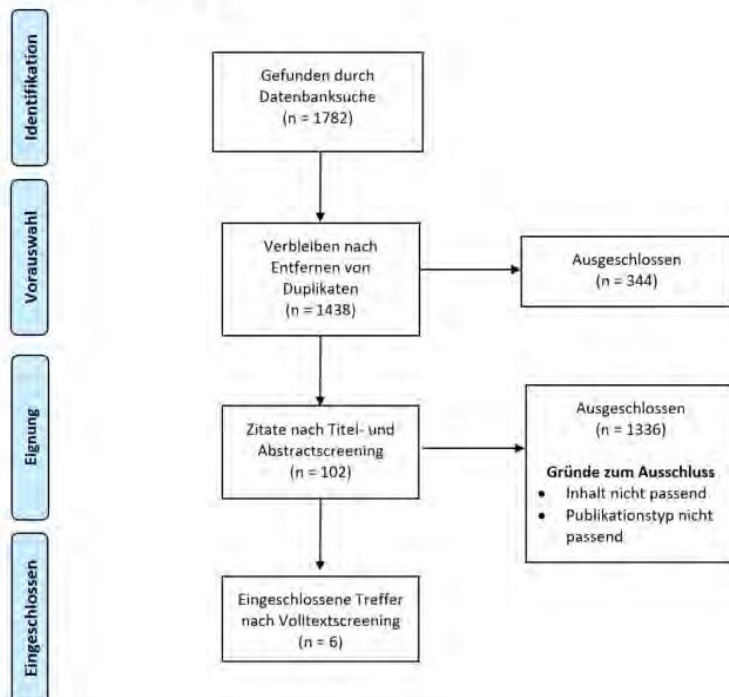 Identifikation
Gefunden durch
Datenbanksuche
(n = 1782)
Vorauswahl
Verbleiben nach
Entfernen von
Duplikaten
(n = 1438)
Ausgeschlossen
(n = 344)
Eignung
Zitate nach Titel- und
Abstractscreening
(n = 102)
Ausgeschlossen
(n = 1336)
Gründe zum Ausschluss
• Inhalt nicht passend
• Publikationstyp nicht
passend
Eingeschlossen
Eingeschlossene Treffer
nach Volltextscreening
(n = 6)